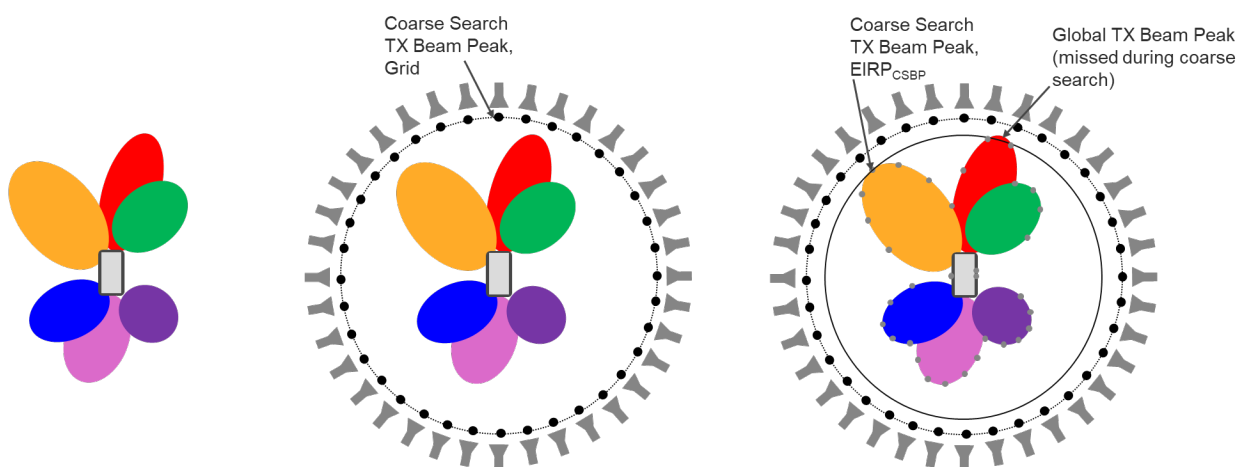 Coarse Search
TX Beam Peak,
Grid
Coarse Search
TX Beam Peak,
EIRPCSBP
Global TX Beam Peak
(missed during coarse
search)